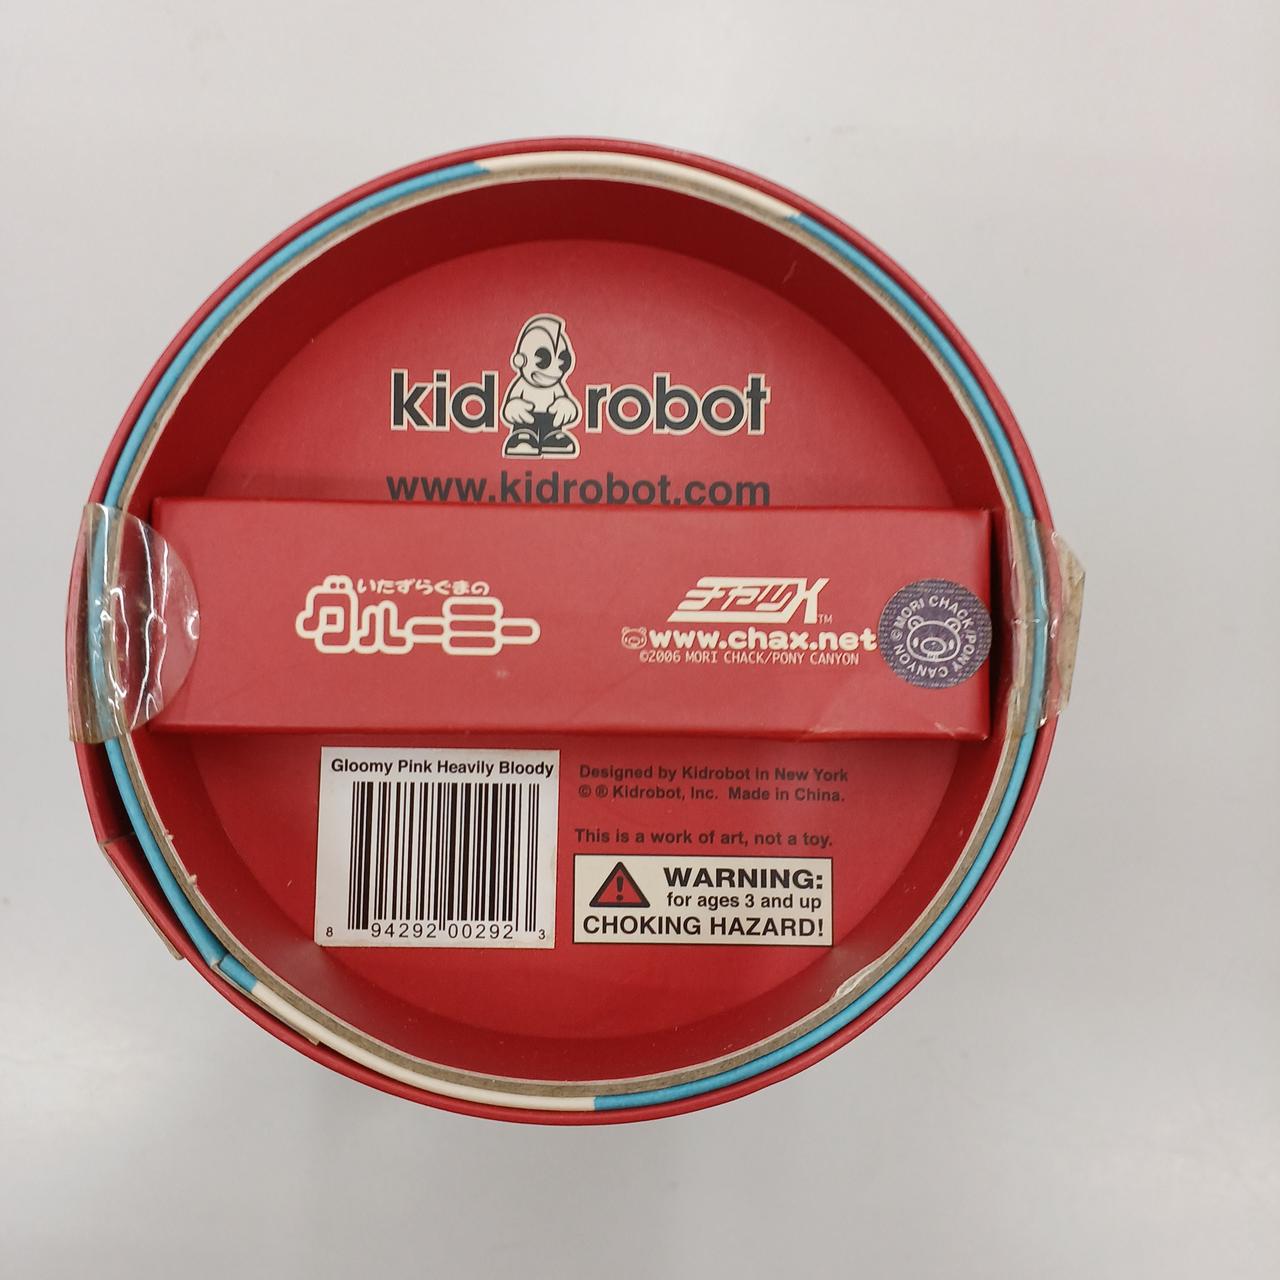 kid robot
www.kidrobot.com
いたずらぐまの
グルーミー
チャックス™
www.chax.net
©2006 MORI CHACK/PONY CANYON
©MORI CHACK/PONY CANYON
Gloomy Pink Heavily Bloody
8 94292 00292 3
Designed by Kidrobot in New York
© ® Kidrobot, Inc. Made in China.
This is a work of art, not a toy.
WARNING:
for ages 3 and up
CHOKING HAZARD!